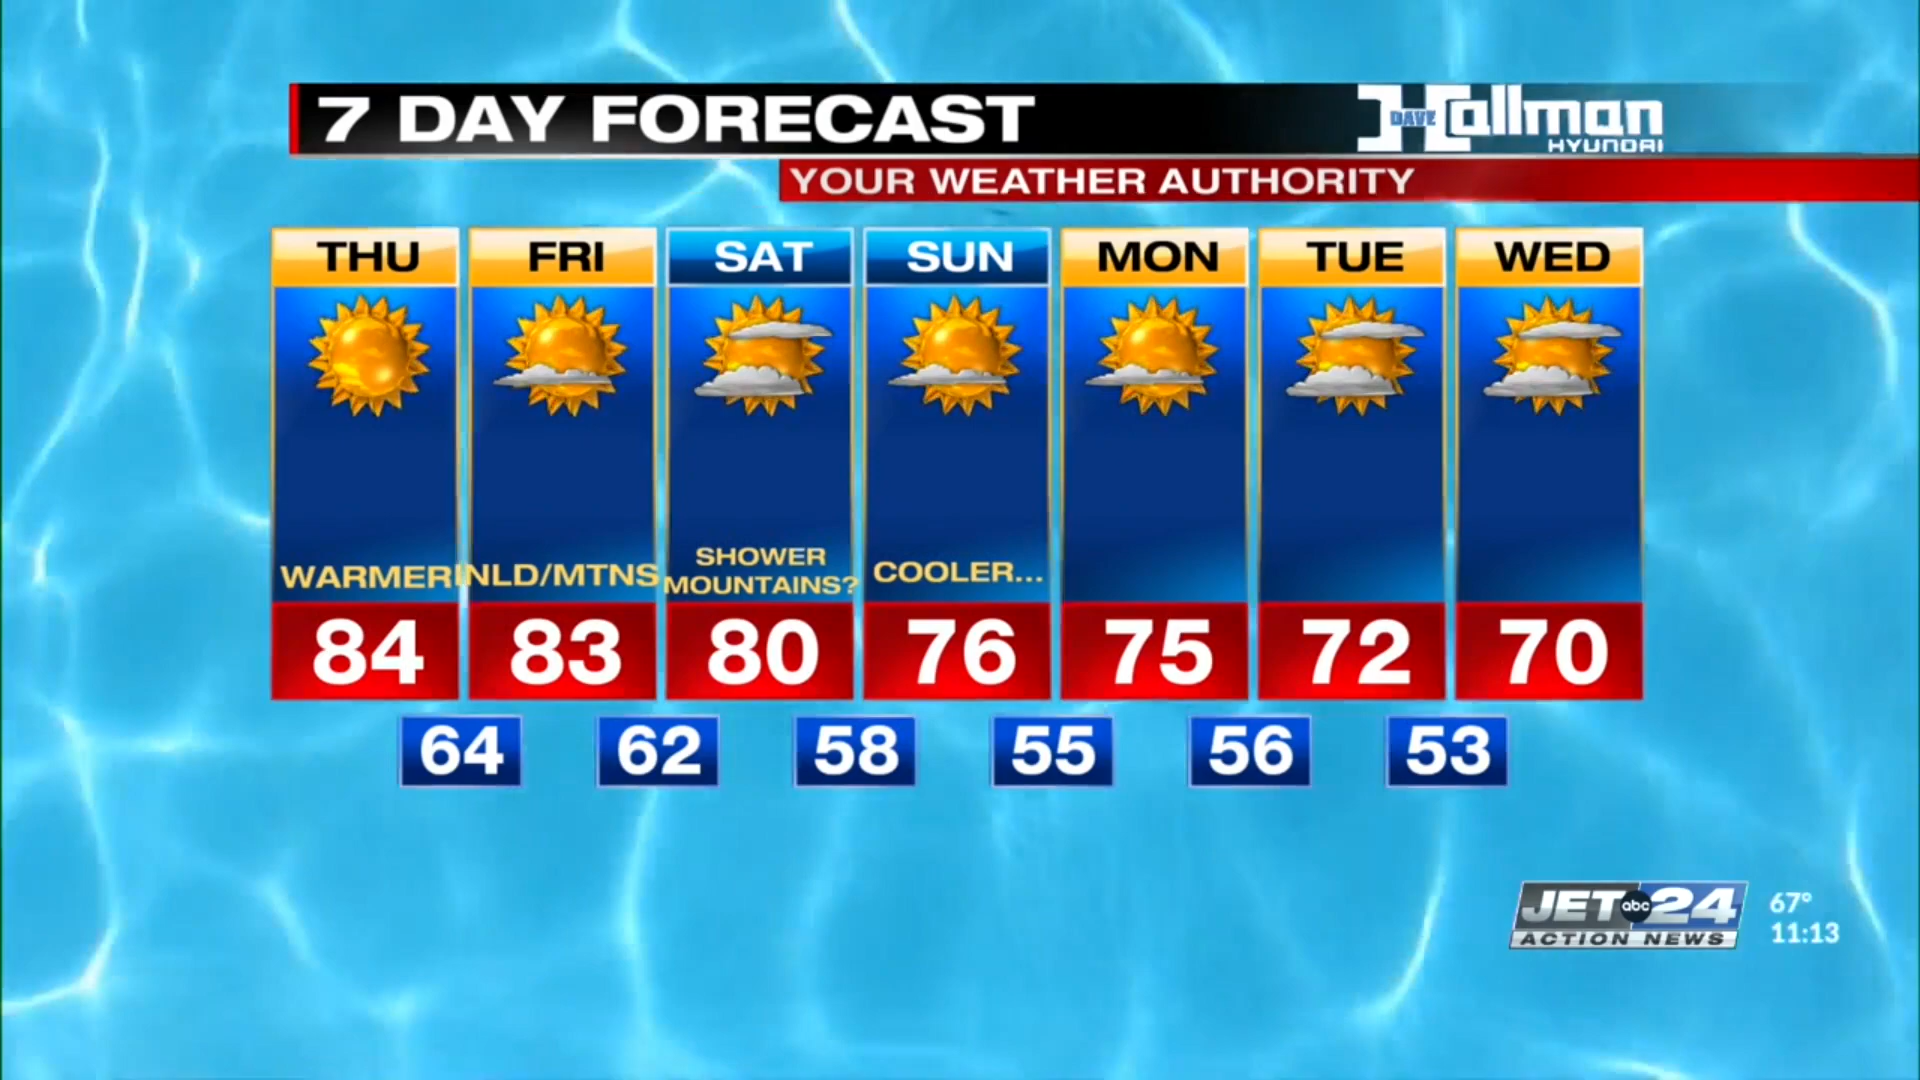 7 DAY FORECAST
DAVE Hallman
HYUNDAI
YOUR WEATHER AUTHORITY
THU FRI SAT SUN MON TUE WED
WARMER INLD/MTNS SHOWER MOUNTAINS? COOLER...
84 83 80 76 75 72 70
64 62 58 55 56 53
JET abc 24
ACTION NEWS
67°
11:13